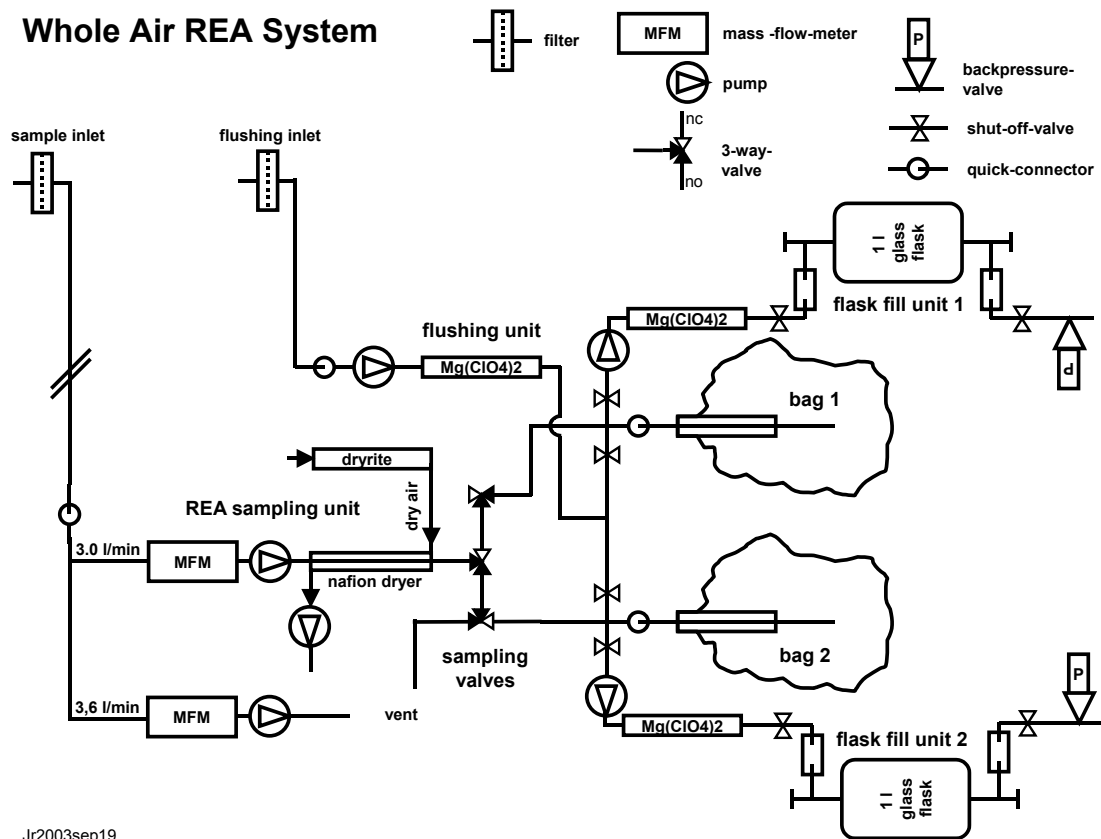 Whole Air REA System
filter
MFM
mass -flow-meter
pump
nc
3-way-
valve
no
P
backpressure-
valve
shut-off-valve
quick-connector
sample inlet
flushing inlet
1 l
glass
flask
flask fill unit 1
P
flushing unit
Mg(ClO4)2
Mg(ClO4)2
bag 1
dryrite
dry air
REA sampling unit
3.0 l/min
MFM
nafion dryer
sampling
valves
bag 2
3,6 l/min
MFM
vent
Mg(ClO4)2
flask fill unit 2
P
1 l
glass
flask
Jr2003sep19